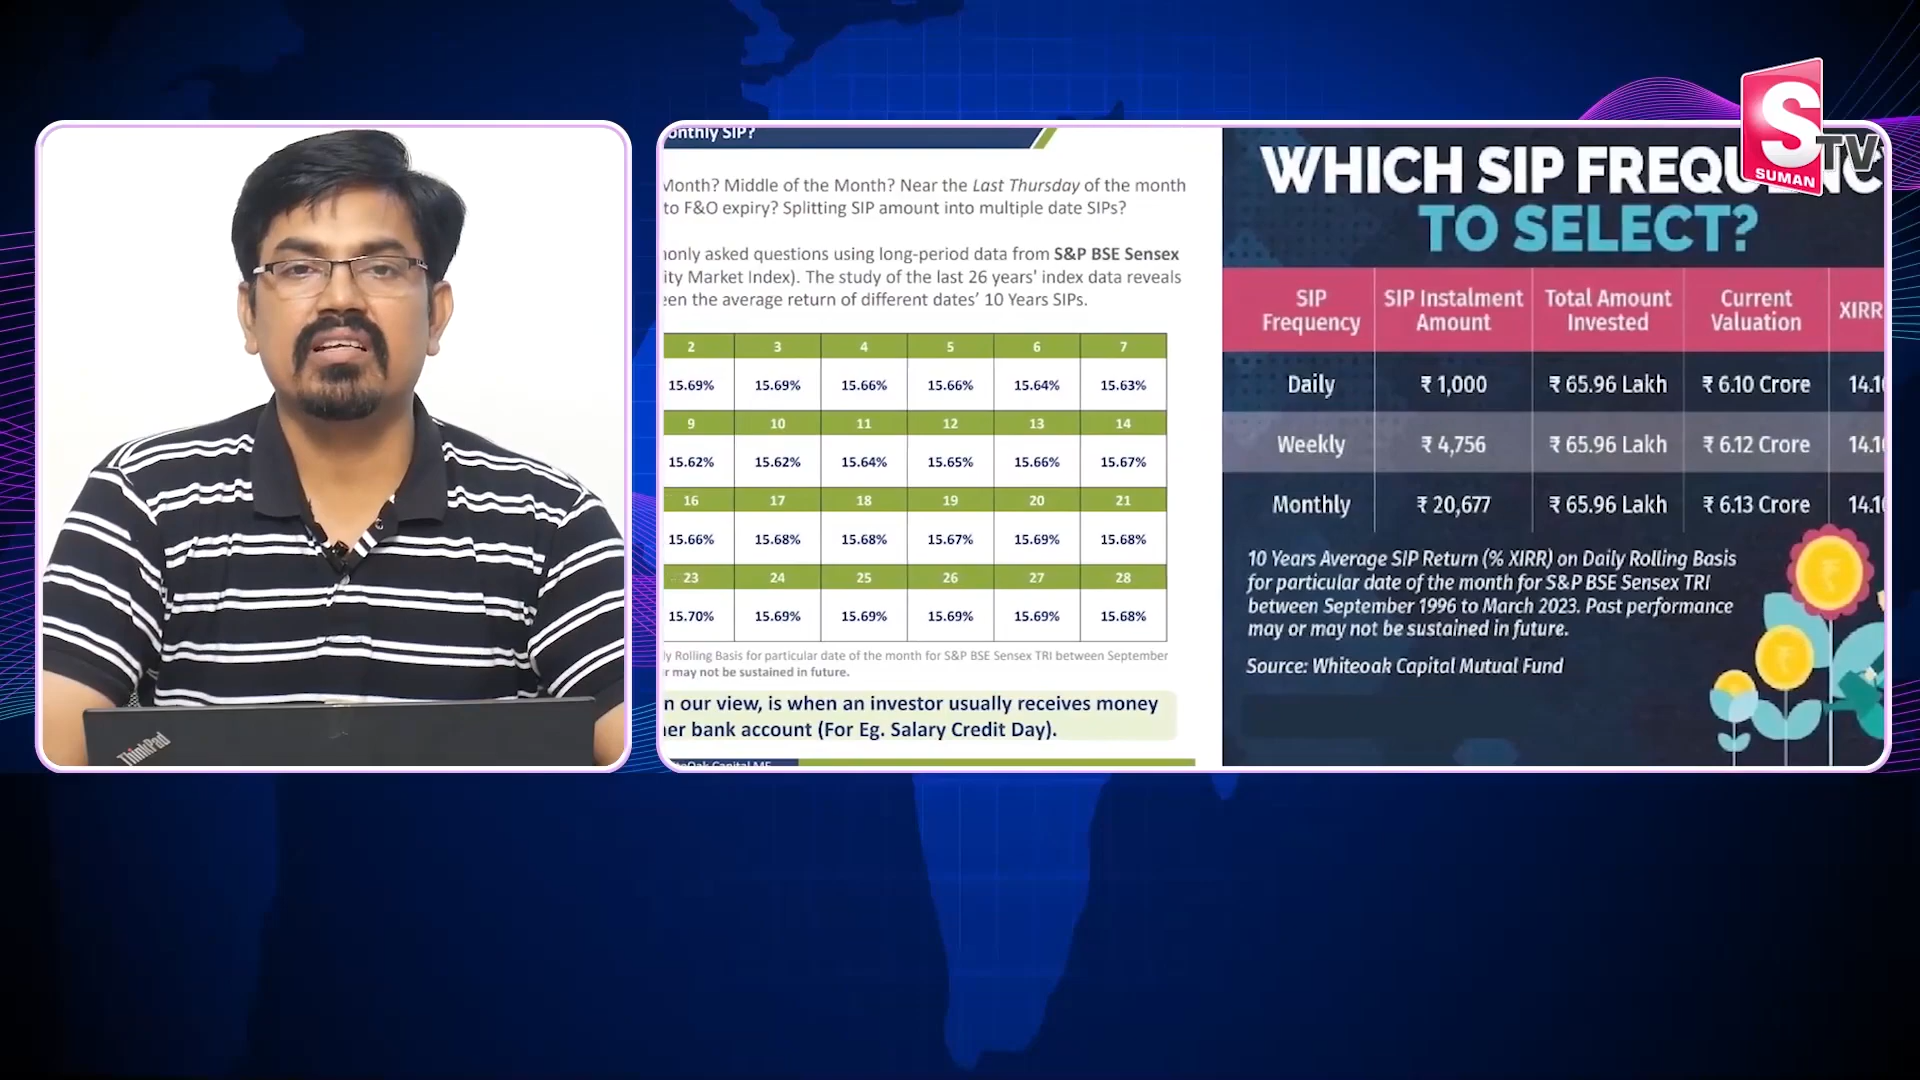 S
TV
SUMAN
onthly SIP?
Month? Middle of the Month? Near the Last Thursday of the month
to F&O expiry? Splitting SIP amount into multiple date SIPs?
only asked questions using long-period data from S&P BSE Sensex
ity Market Index). The study of the last 26 years' index data reveals
een the average return of different dates' 10 Years SIPs.
2 3 4 5 6 7
15.69% 15.69% 15.66% 15.66% 15.64% 15.63%
9 10 11 12 13 14
15.62% 15.62% 15.64% 15.65% 15.66% 15.67%
16 17 18 19 20 21
15.66% 15.68% 15.68% 15.67% 15.69% 15.68%
23 24 25 26 27 28
15.70% 15.69% 15.69% 15.69% 15.69% 15.68%
ly Rolling Basis for particular date of the month for S&P BSE Sensex TRI between September
r may not be sustained in future.
n our view, is when an investor usually receives money
er bank account (For Eg. Salary Credit Day).
WHICH SIP FREQUENC
TO SELECT?
SIP Frequency SIP Instalment Amount Total Amount Invested Current Valuation XIRR
Daily ₹ 1,000 ₹ 65.96 Lakh ₹ 6.10 Crore 14.1
Weekly ₹ 4,756 ₹ 65.96 Lakh ₹ 6.12 Crore 14.1
Monthly ₹ 20,677 ₹ 65.96 Lakh ₹ 6.13 Crore 14.1
10 Years Average SIP Return (% XIRR) on Daily Rolling Basis
for particular date of the month for S&P BSE Sensex TRI
between September 1996 to March 2023. Past performance
may or may not be sustained in future.
Source: Whiteoak Capital Mutual Fund
ThinkPad